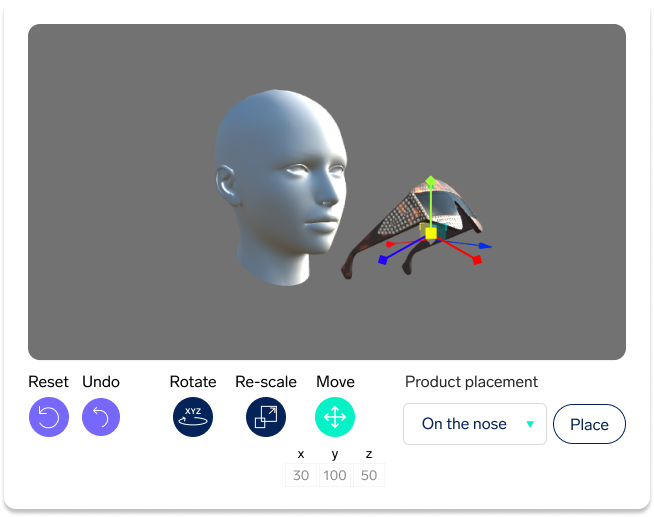 Reset Undo Rotate Re-scale Move Product placement
XYZ
On the nose Place
x y z
30 100 50